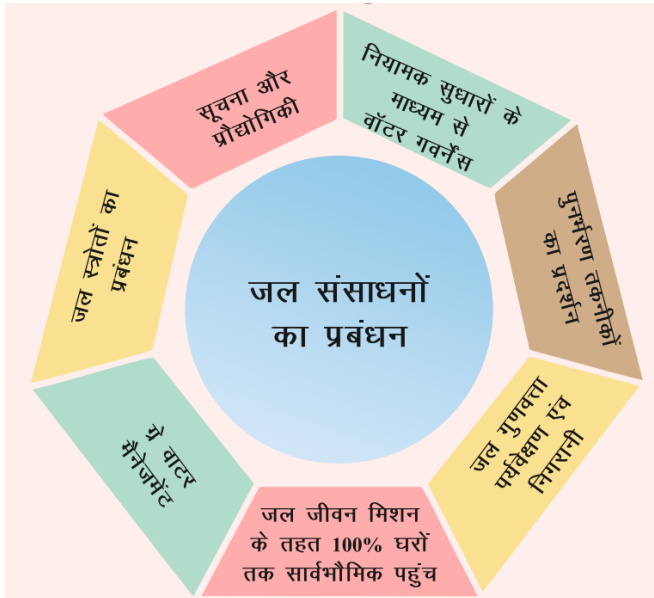 जल संसाधनों
का प्रबंधन
नियामक सुधारों के
माध्यम से
वॉटर गवर्नेंस
पुनर्भरण तकनीकों
का प्रदर्शन
जल गुणवत्ता
पर्यवेक्षण एंव
निगरानी
जल जीवन मिशन
के तहत 100% घरों
तक सार्वभौमिक पहुंच
ग्रे वाटर
मैनेजमेंट
जल स्त्रोतों का
प्रबंधन
सूचना और
प्रौद्योगिकी